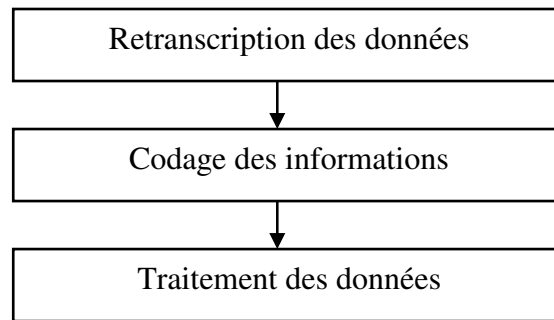 Retranscription des données
Codage des informations
Traitement des données